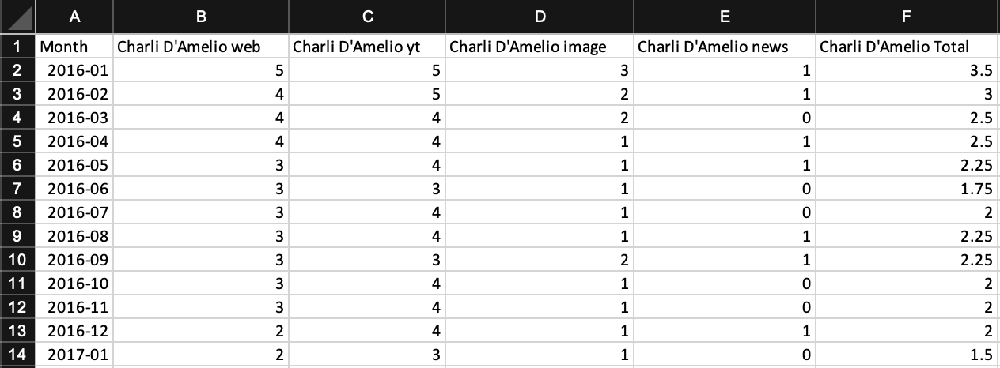 A B C D E F
1 Month Charli D'Amelio web Charli D'Amelio yt Charli D'Amelio image Charli D'Amelio news Charli D'Amelio Total
2 2016-01 5 5 3 1 3.5
3 2016-02 4 5 2 1 3
4 2016-03 4 4 2 0 2.5
5 2016-04 4 4 1 1 2.5
6 2016-05 3 4 1 1 2.25
7 2016-06 3 3 1 0 1.75
8 2016-07 3 4 1 0 2
9 2016-08 3 4 1 1 2.25
10 2016-09 3 3 2 1 2.25
11 2016-10 3 4 1 0 2
12 2016-11 3 4 1 0 2
13 2016-12 2 4 1 1 2
14 2017-01 2 3 1 0 1.5